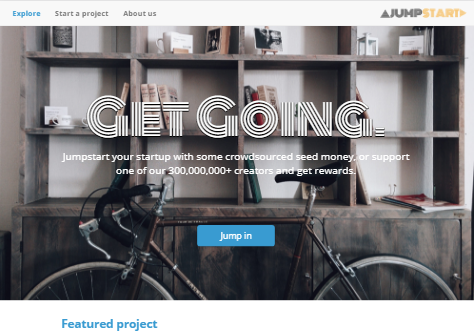 Explore Start a project About us
JUMPSTART
GET GOING.
Jumpstart your startup with some crowdsourced seed money, or support
one of our 300,000,000+ creators and get rewards.
Jump in
Featured project